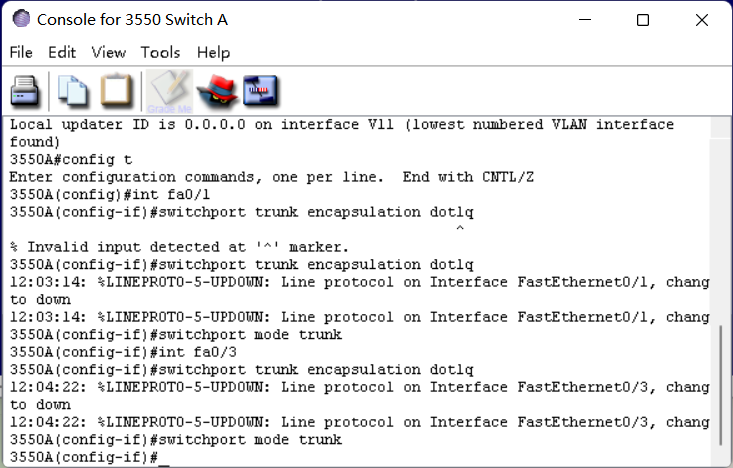 Console for 3550 Switch A
File Edit View Tools Help
Grade Me
Local updater ID is 0.0.0.0 on interface Vl1 (lowest numbered VLAN interface
found)
3550A#config t
Enter configuration commands, one per line.  End with CNTL/Z
3550A(config)#int fa0/1
3550A(config-if)#switchport trunk encapsulation dotlq
^
% Invalid input detected at '^' marker.
3550A(config-if)#switchport trunk encapsulation dot1q
12:03:14: %LINEPROTO-5-UPDOWN: Line protocol on Interface FastEthernet0/1, chang
to down
12:03:14: %LINEPROTO-5-UPDOWN: Line protocol on Interface FastEthernet0/1, chang
3550A(config-if)#switchport mode trunk
3550A(config-if)#int fa0/3
3550A(config-if)#switchport trunk encapsulation dot1q
12:04:22: %LINEPROTO-5-UPDOWN: Line protocol on Interface FastEthernet0/3, chang
to down
12:04:22: %LINEPROTO-5-UPDOWN: Line protocol on Interface FastEthernet0/3, chang
3550A(config-if)#switchport mode trunk
3550A(config-if)#_